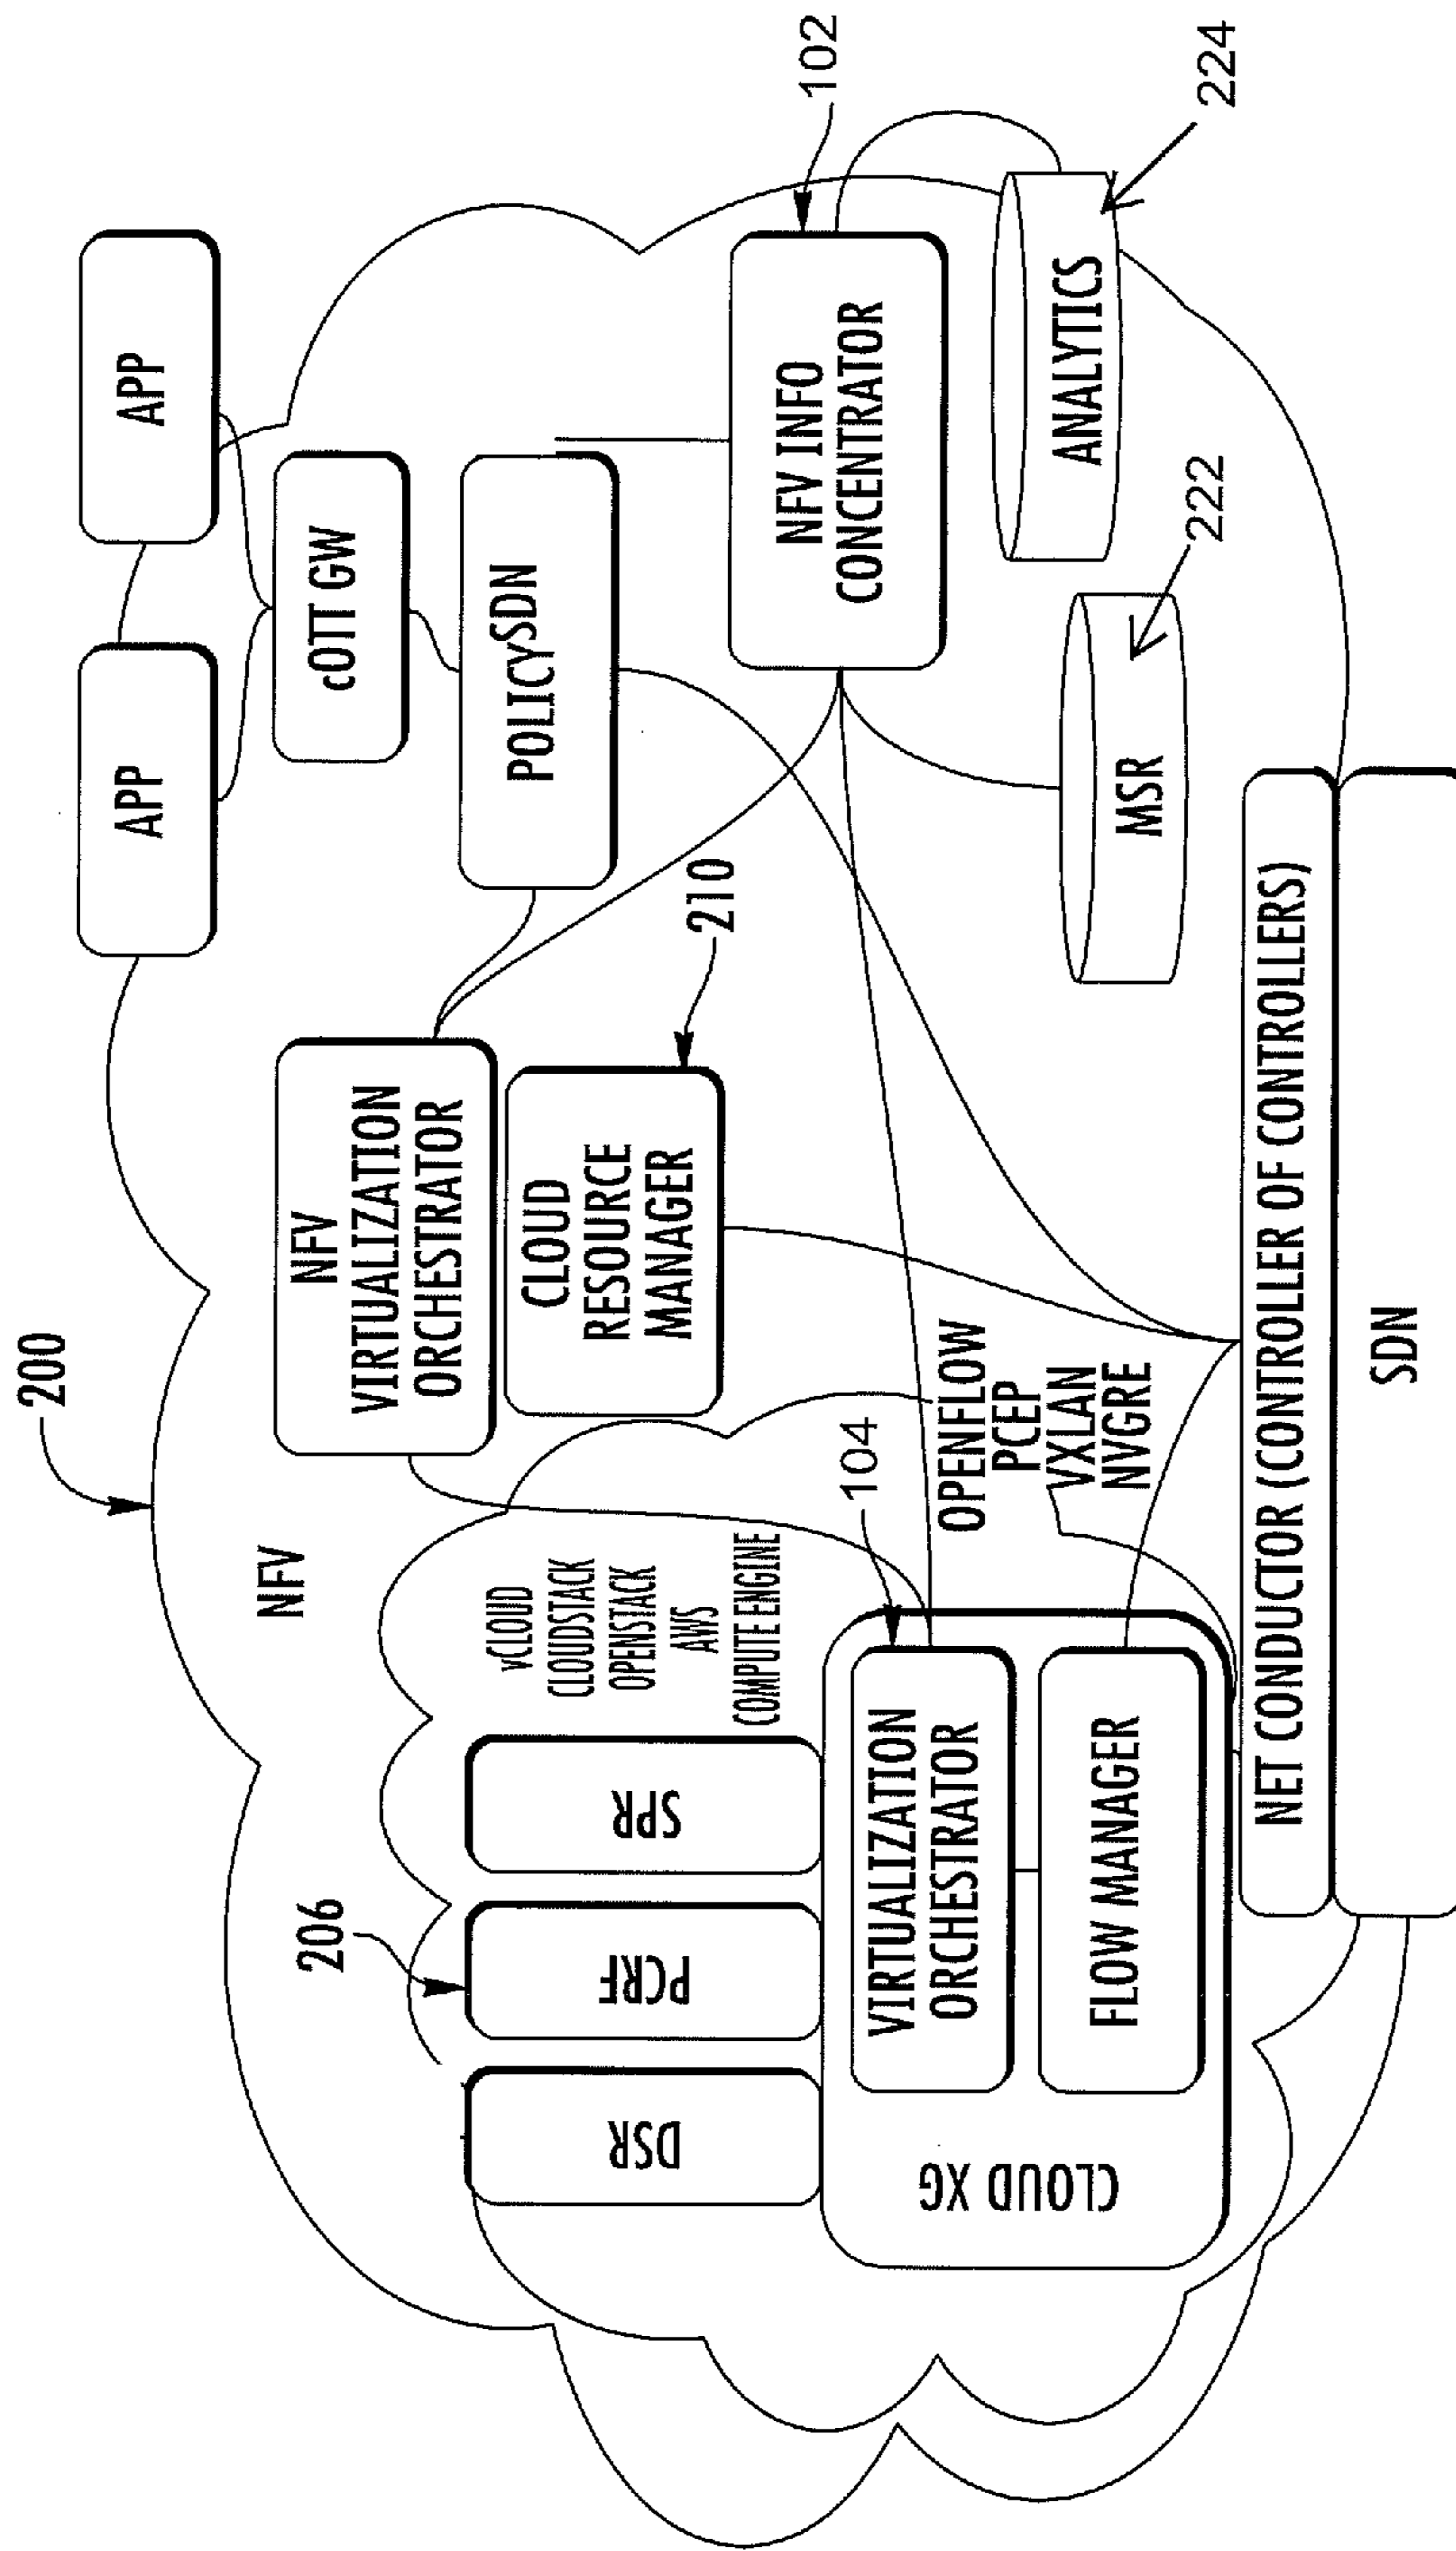 200
NFV
APP
APP
cOTT GW
NFV
VIRTUALIZATION
ORCHESTRATOR
POLICYSDN
CLOUD
RESOURCE
MANAGER
210
NFV INFO
CONCENTRATOR
102
206
DSR
PCRF
SPR
vCLOUD
CLOUDSTACK
OPENSTACK
AWS
COMPUTE ENGINE
104
OPENFLOW
PCEP
VXLAN
NVGRE
CLOUD XG
VIRTUALIZATION
ORCHESTRATOR
FLOW MANAGER
MSR
222
ANALYTICS
224
NET CONDUCTOR (CONTROLLER OF CONTROLLERS)
SDN